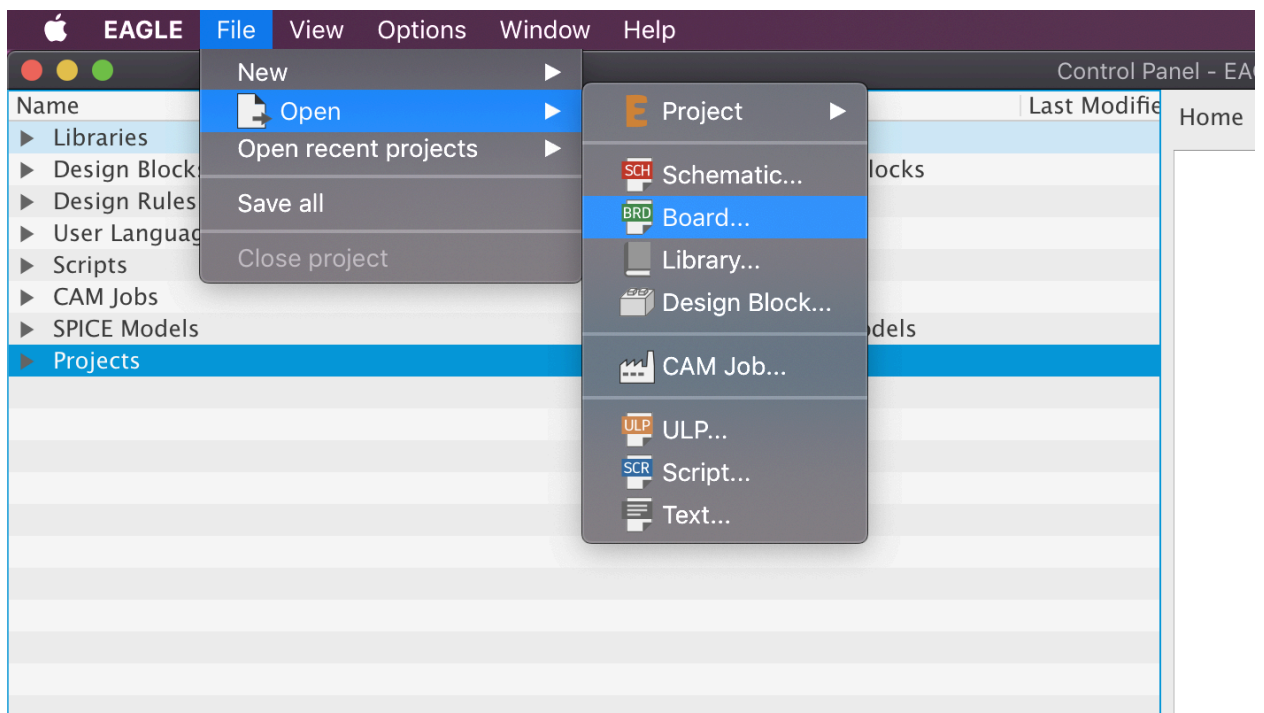 EAGLE File View Options Window Help
Control Panel - EA
Name Last Modifie
Home
Libraries
Design Block
locks
Design Rules
User Languag
Scripts
CAM Jobs
SPICE Models
dels
Projects
New
Open
Open recent projects
Save all
Close project
E Project
SCH Schematic...
BRD Board...
Library...
Design Block...
CAM Job...
ULP ULP...
SCR Script...
Text...